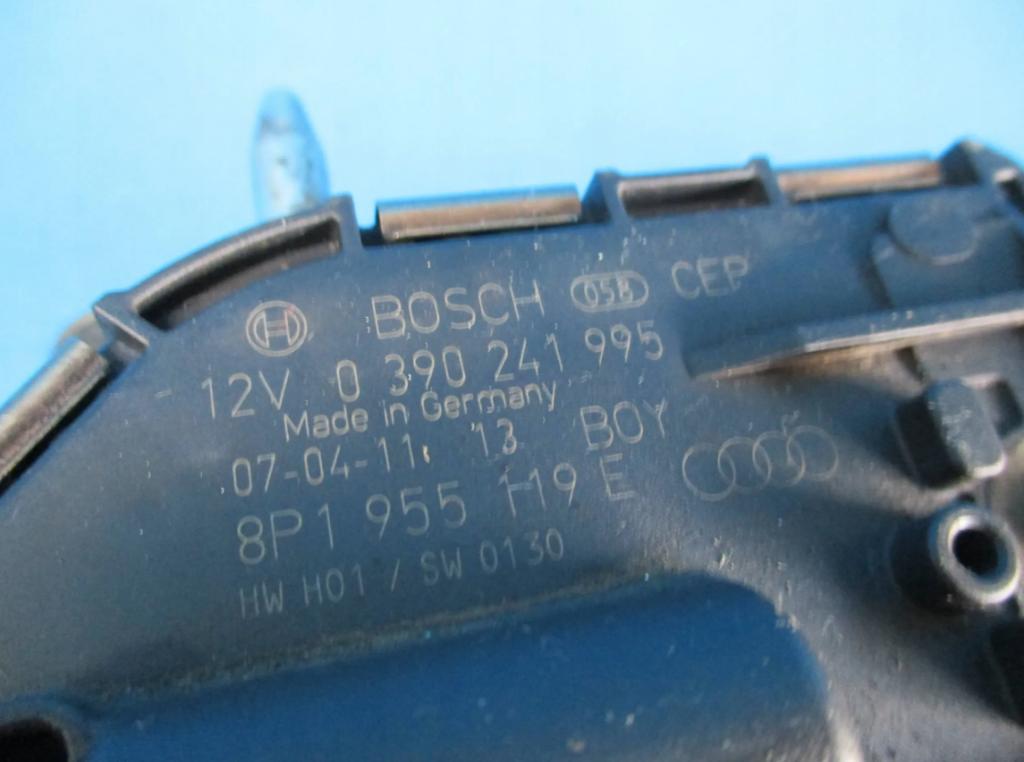 BOSCH 05B CEP
12V 0 390 241 995
Made in Germany
07-04-11 13 BOY
8P1 955 119 E
HW H01 / SW 0130